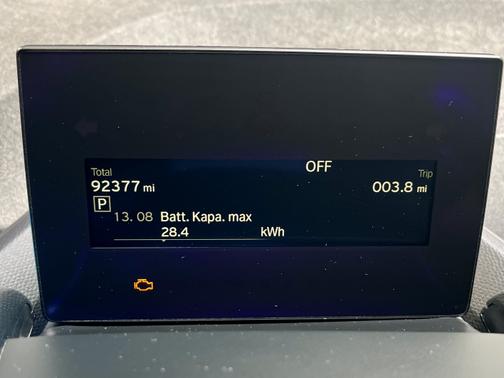 OFF
Total Trip
92377 mi 003.8 mi
P
13. 08 Batt. Kapa. max
28.4 kWh